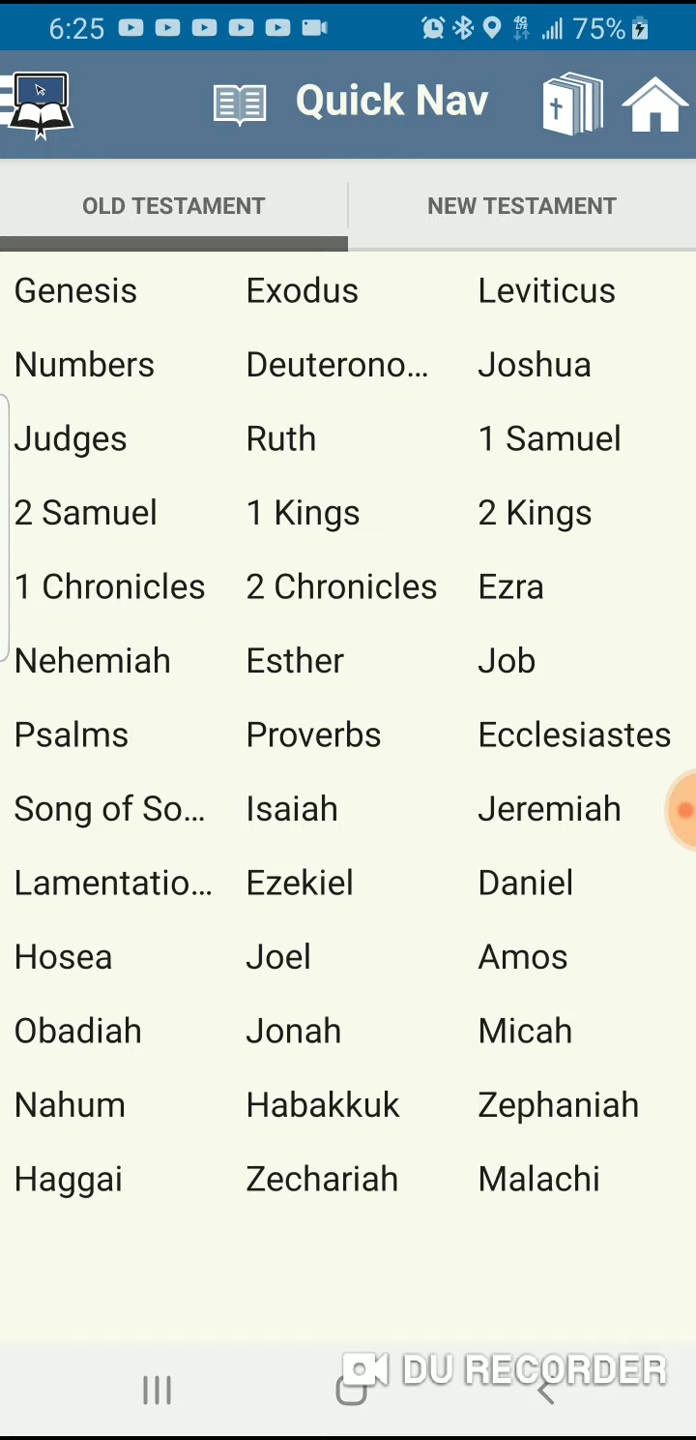 6:25 4G LTE 75%
Quick Nav
OLD TESTAMENT NEW TESTAMENT
Genesis Exodus Leviticus
Numbers Deuterono... Joshua
Judges Ruth 1 Samuel
2 Samuel 1 Kings 2 Kings
1 Chronicles 2 Chronicles Ezra
Nehemiah Esther Job
Psalms Proverbs Ecclesiastes
Song of So... Isaiah Jeremiah
Lamentatio... Ezekiel Daniel
Hosea Joel Amos
Obadiah Jonah Micah
Nahum Habakkuk Zephaniah
Haggai Zechariah Malachi
DU RECORDER